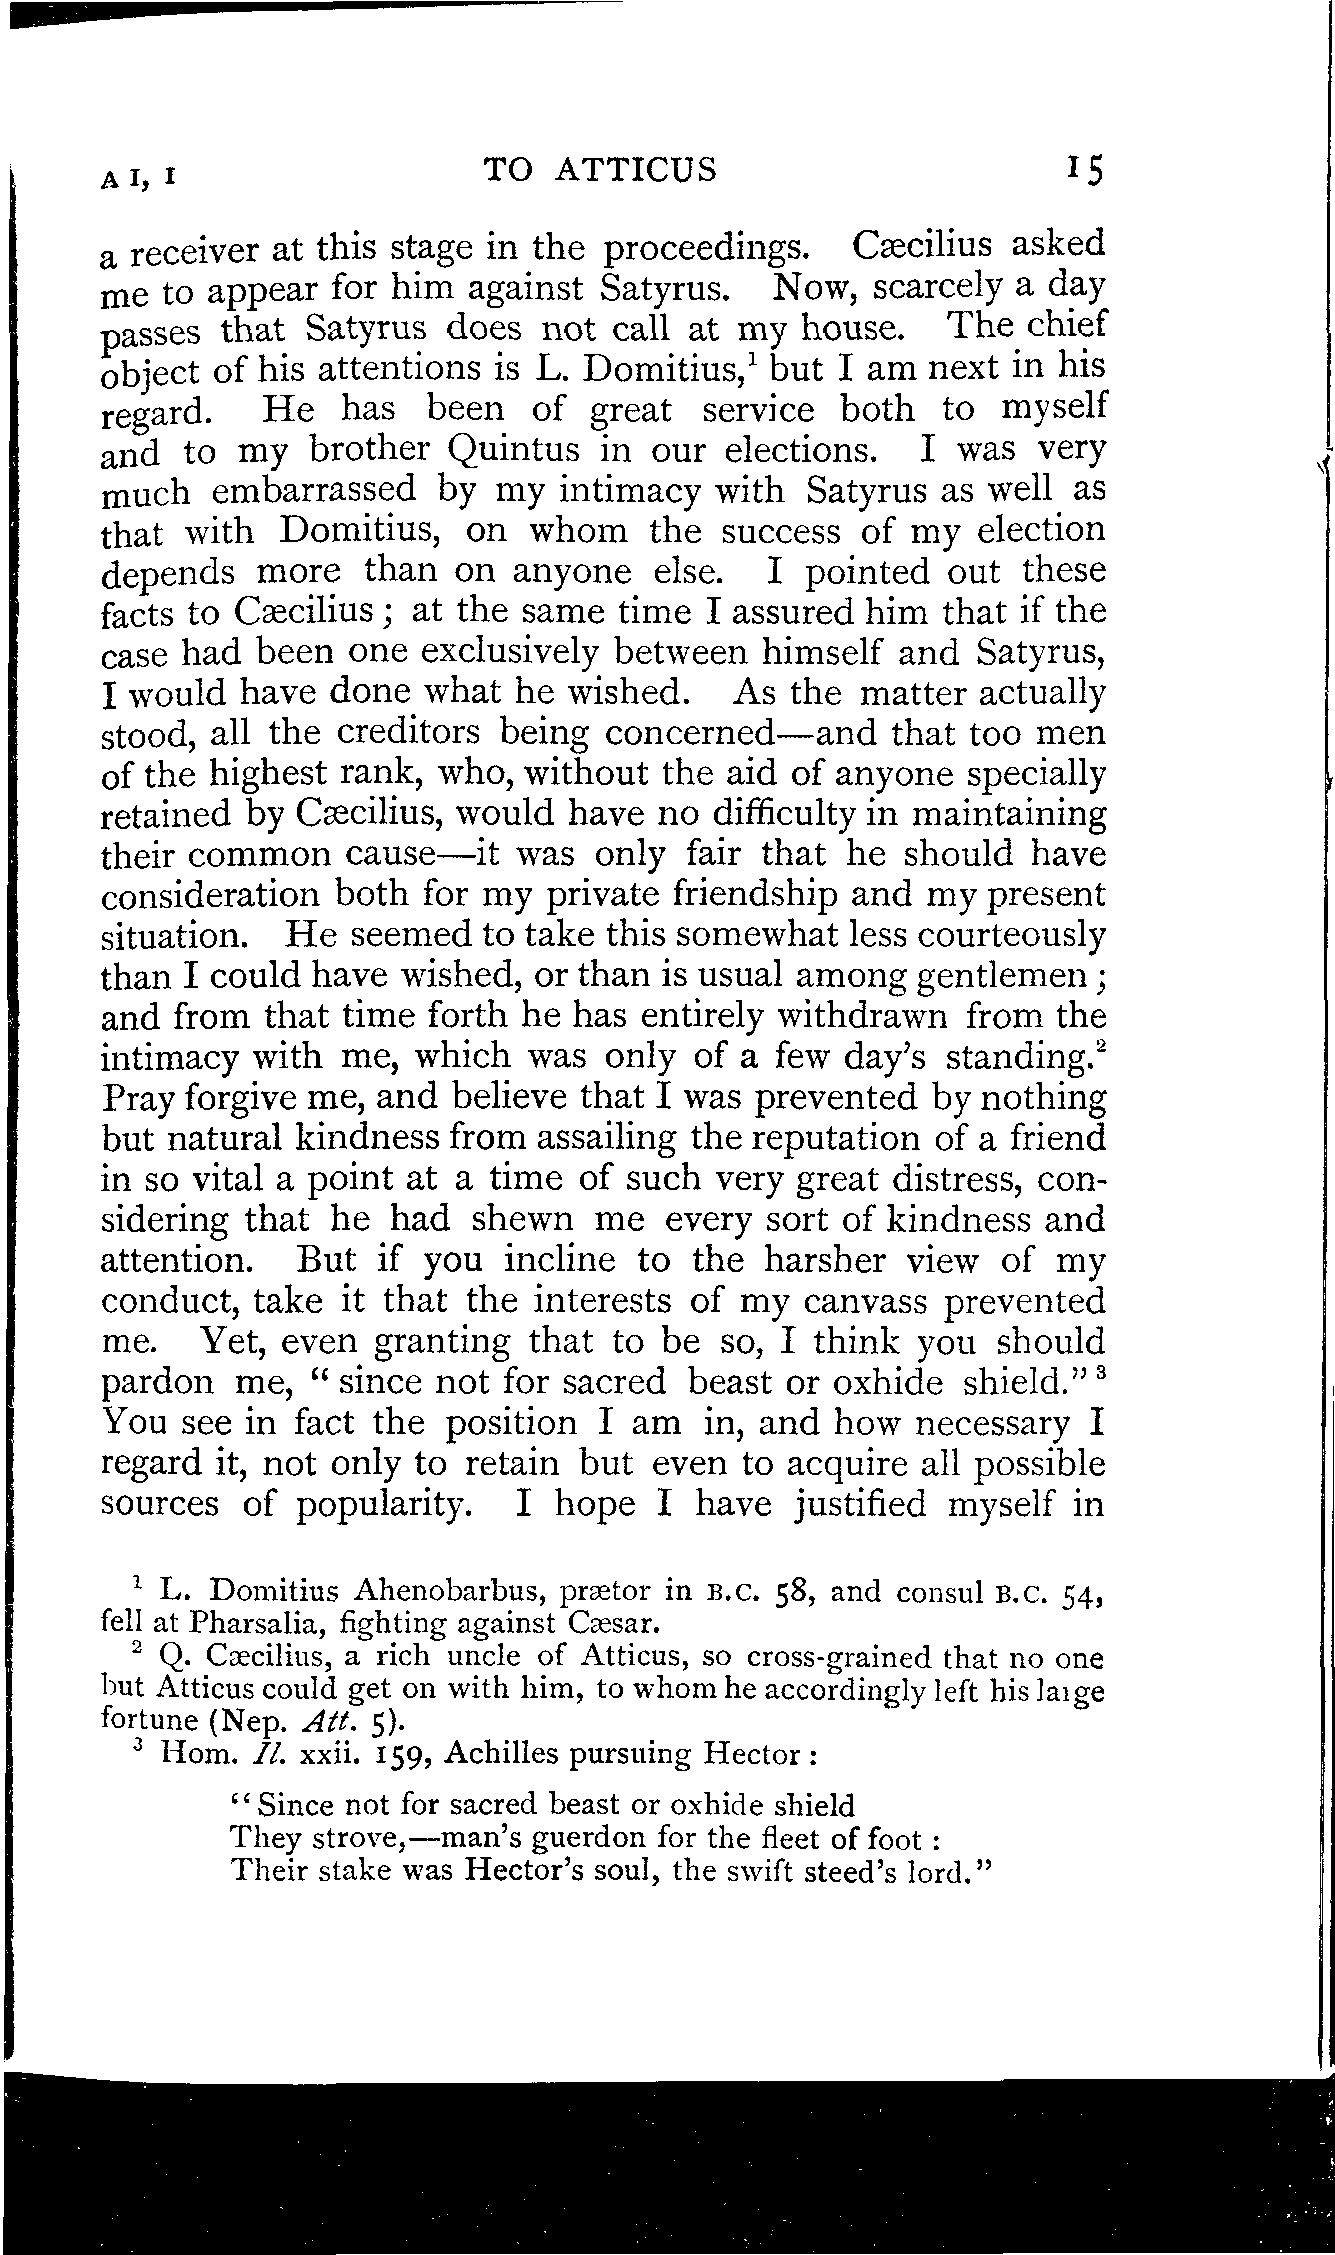 A I, I TO ATTICUS 15
a receiver at this stage in the proceedings. Cæcilius asked
me to appear for him against Satyrus. Now, scarcely a day
passes that Satyrus does not call at my house. The chief
object of his attentions is L. Domitius,¹ but I am next in his
regard. He has been of great service both to myself
and to my brother Quintus in our elections. I was very
much embarrassed by my intimacy with Satyrus as well as
that with Domitius, on whom the success of my election
depends more than on anyone else. I pointed out these
facts to Cæcilius ; at the same time I assured him that if the
case had been one exclusively between himself and Satyrus,
I would have done what he wished. As the matter actually
stood, all the creditors being concerned—and that too men
of the highest rank, who, without the aid of anyone specially
retained by Cæcilius, would have no difficulty in maintaining
their common cause—it was only fair that he should have
consideration both for my private friendship and my present
situation. He seemed to take this somewhat less courteously
than I could have wished, or than is usual among gentlemen ;
and from that time forth he has entirely withdrawn from the
intimacy with me, which was only of a few day's standing.²
Pray forgive me, and believe that I was prevented by nothing
but natural kindness from assailing the reputation of a friend
in so vital a point at a time of such very great distress, con-
sidering that he had shewn me every sort of kindness and
attention. But if you incline to the harsher view of my
conduct, take it that the interests of my canvass prevented
me. Yet, even granting that to be so, I think you should
pardon me, “ since not for sacred beast or oxhide shield.” ³
You see in fact the position I am in, and how necessary I
regard it, not only to retain but even to acquire all possible
sources of popularity. I hope I have justified myself in
¹ L. Domitius Ahenobarbus, prætor in B.C. 58, and consul B.C. 54,
fell at Pharsalia, fighting against Cæsar.
² Q. Cæcilius, a rich uncle of Atticus, so cross-grained that no one
but Atticus could get on with him, to whom he accordingly left his large
fortune (Nep. Att. 5).
³ Hom. Il. xxii. 159, Achilles pursuing Hector :
“ Since not for sacred beast or oxhide shield
They strove,—man's guerdon for the fleet of foot :
Their stake was Hector's soul, the swift steed's lord.”